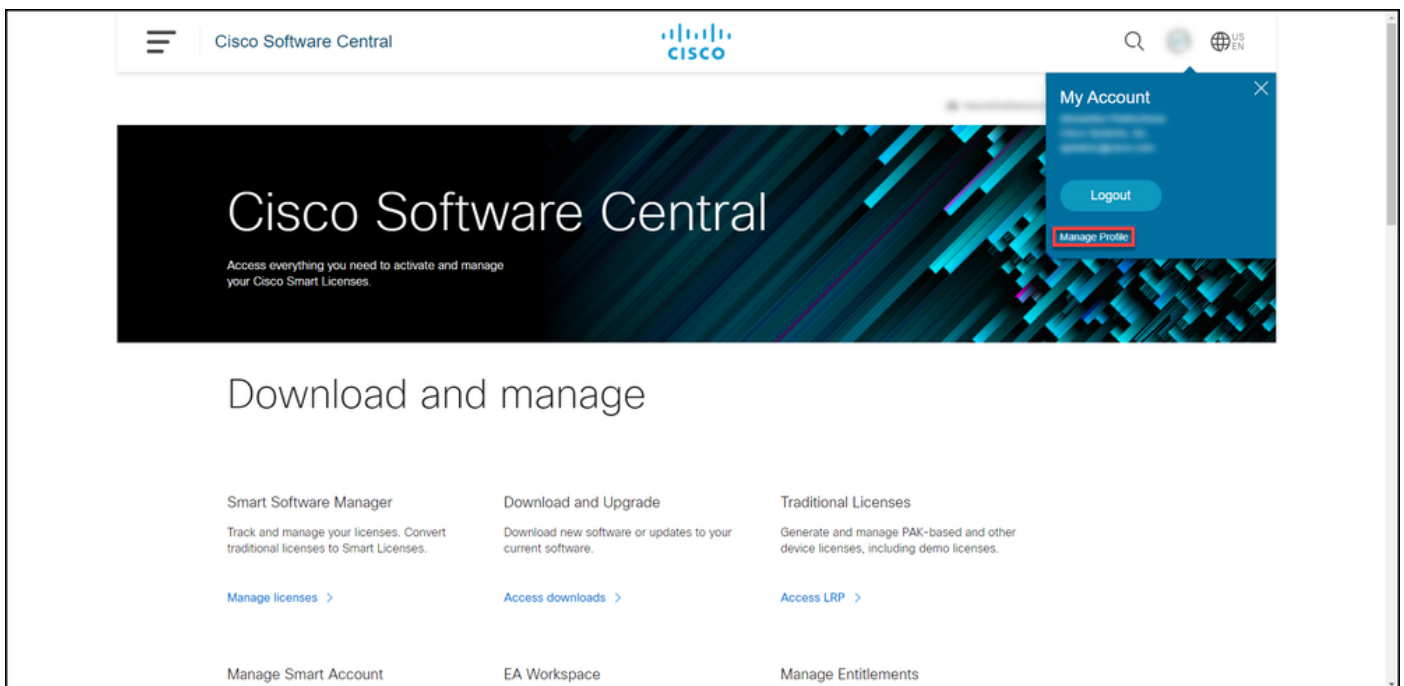 Cisco Software Central
CISCO
US
EN
My Account
Logout
Manage Profile
Cisco Software Central
Access everything you need to activate and manage
your Cisco Smart Licenses.
Download and manage
Smart Software Manager
Track and manage your licenses. Convert
traditional licenses to Smart Licenses.
Manage licenses >
Download and Upgrade
Download new software or updates to your
current software.
Access downloads >
Traditional Licenses
Generate and manage PAK-based and other
device licenses, including demo licenses.
Access LRP >
Manage Smart Account
EA Workspace
Manage Entitlements